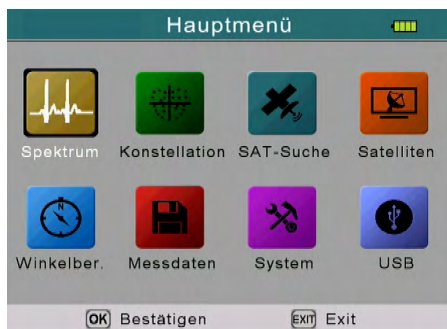 Hauptmenü
Spektrum Konstellation SAT-Suche Satelliten
N
Winkelber. Messdaten System USB
OK Bestätigen EXIT Exit